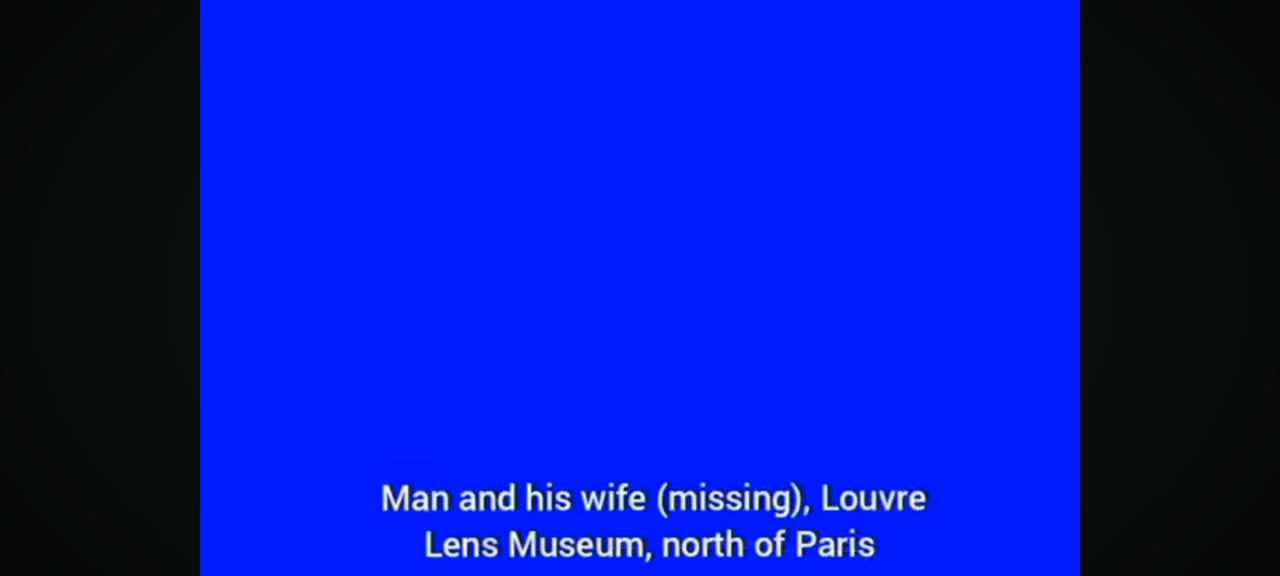 Man and his wife (missing), Louvre
Lens Museum, north of Paris